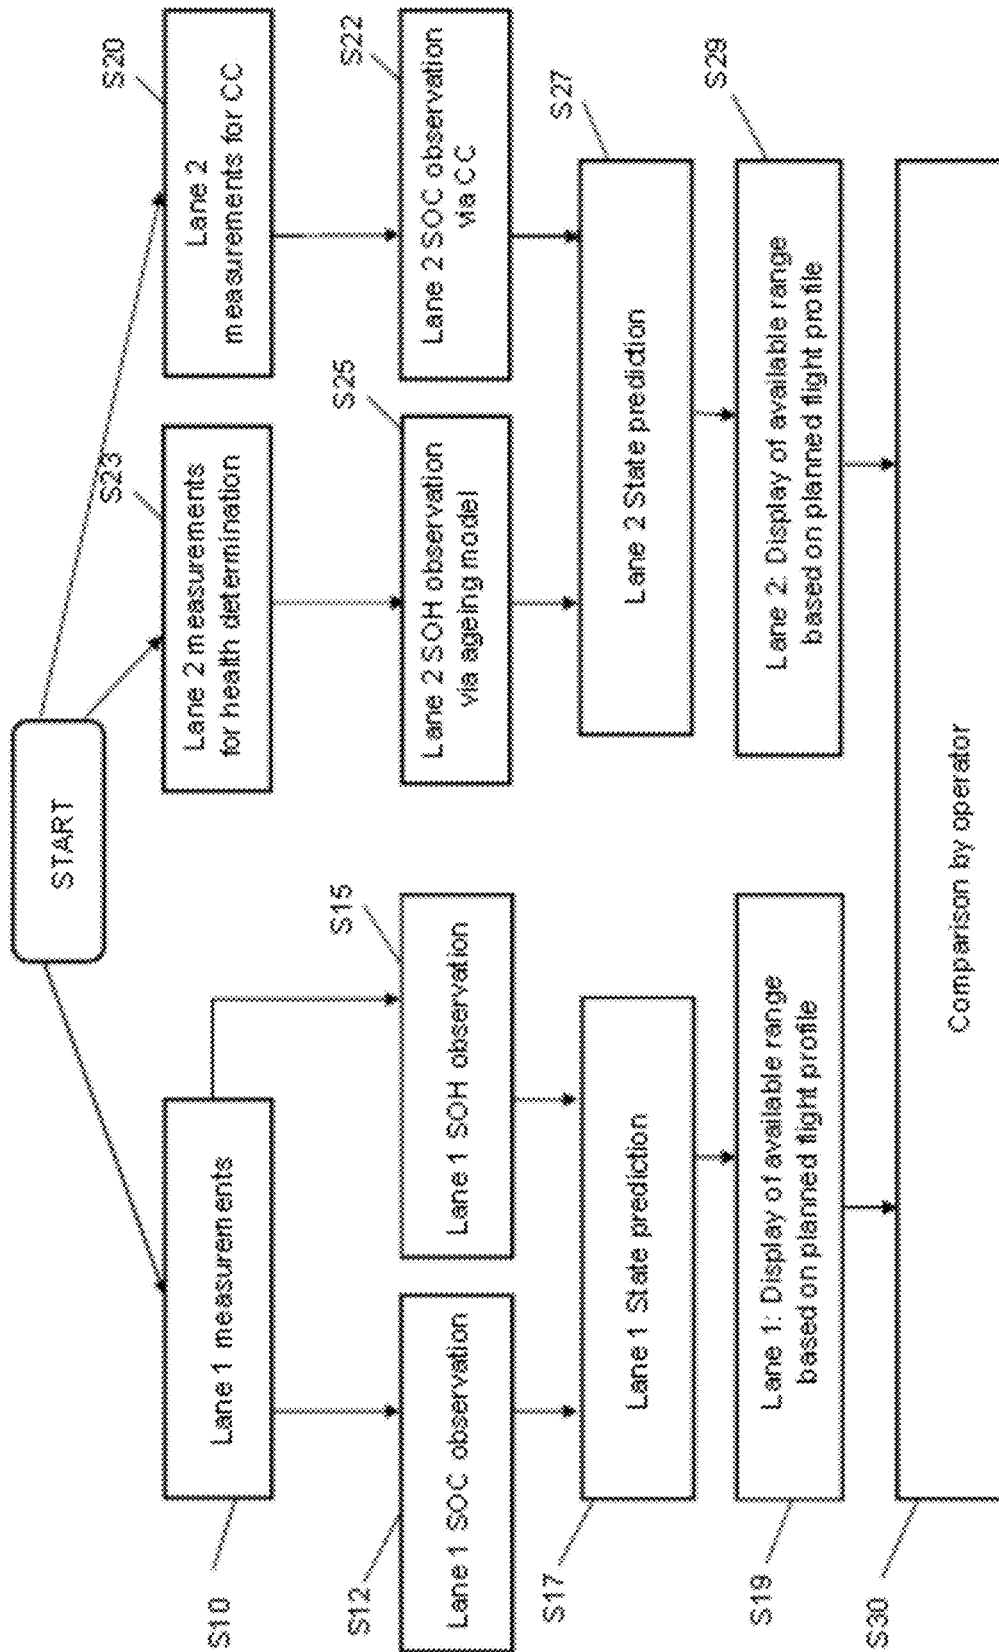 START
S10
Lane 1 measurements
S23
Lane 2 measurements
for health determination
S20
Lane 2
measurements for CC
S12
Lane 1 SOC observation
S15
Lane 1 SOH observation
S25
Lane 2 SOH observation
via ageing model
S22
Lane 2 SOC observation
via CC
S17
Lane 1 State prediction
S27
Lane 2 State prediction
S19
Lane 1: Display of available range
based on planned flight profile
S29
Lane 2: Display of available range
based on planned flight profile
S30
Comparison by operator